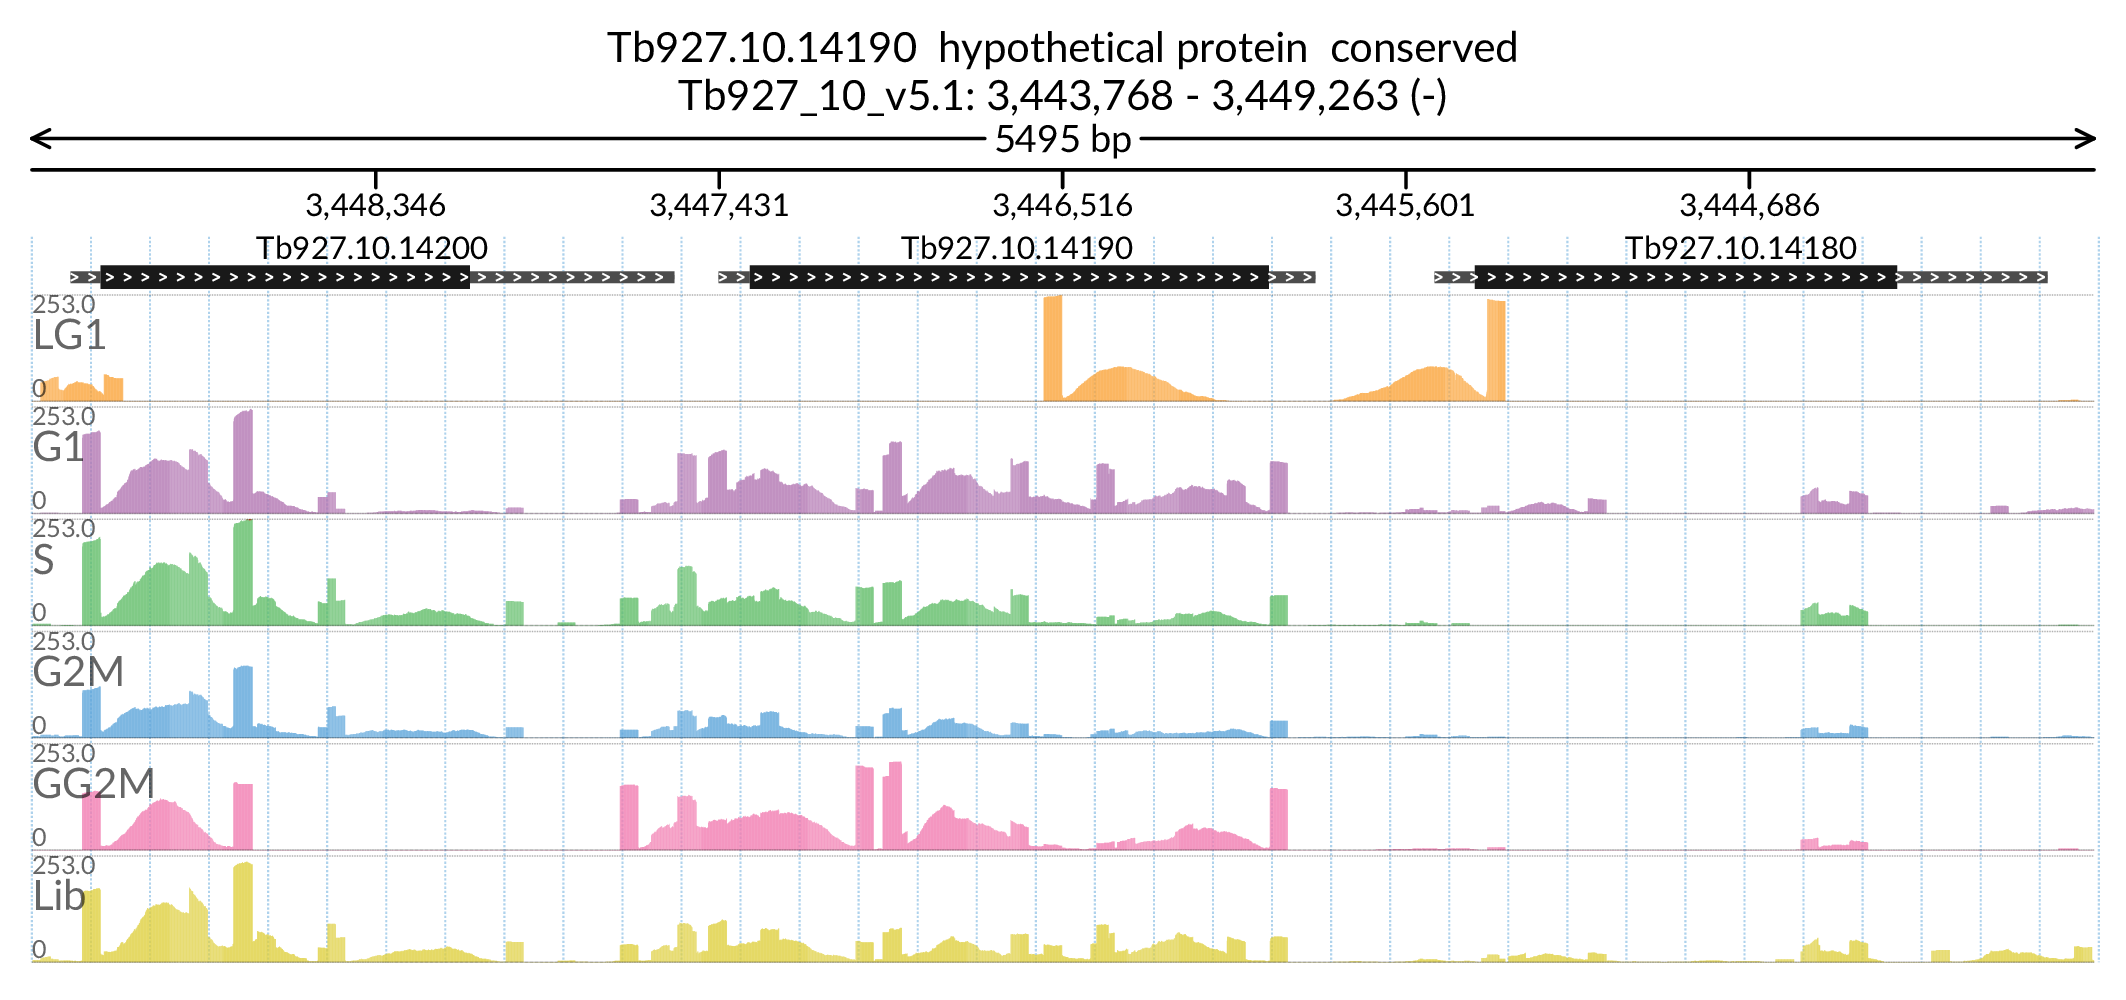 Tb927.10.14190 hypothetical protein conserved
Tb927_10_v5.1: 3,443,768 - 3,449,263 (-)
5495 bp
3,448,346 3,447,431 3,446,516 3,445,601 3,444,686
Tb927.10.14200 Tb927.10.14190 Tb927.10.14180
253.0
LG1
0
253.0
G1
0
253.0
S
0
253.0
G2M
0
253.0
GG2M
0
253.0
Lib
0